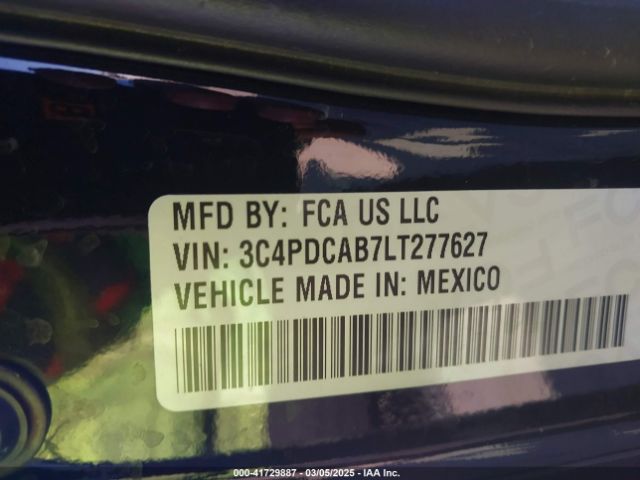 MFD BY: FCA US LLC
VIN: 3C4PDCAB7LT277627
VEHICLE MADE IN: MEXICO
000-41729887 - 03/05/2025 - IAA Inc.